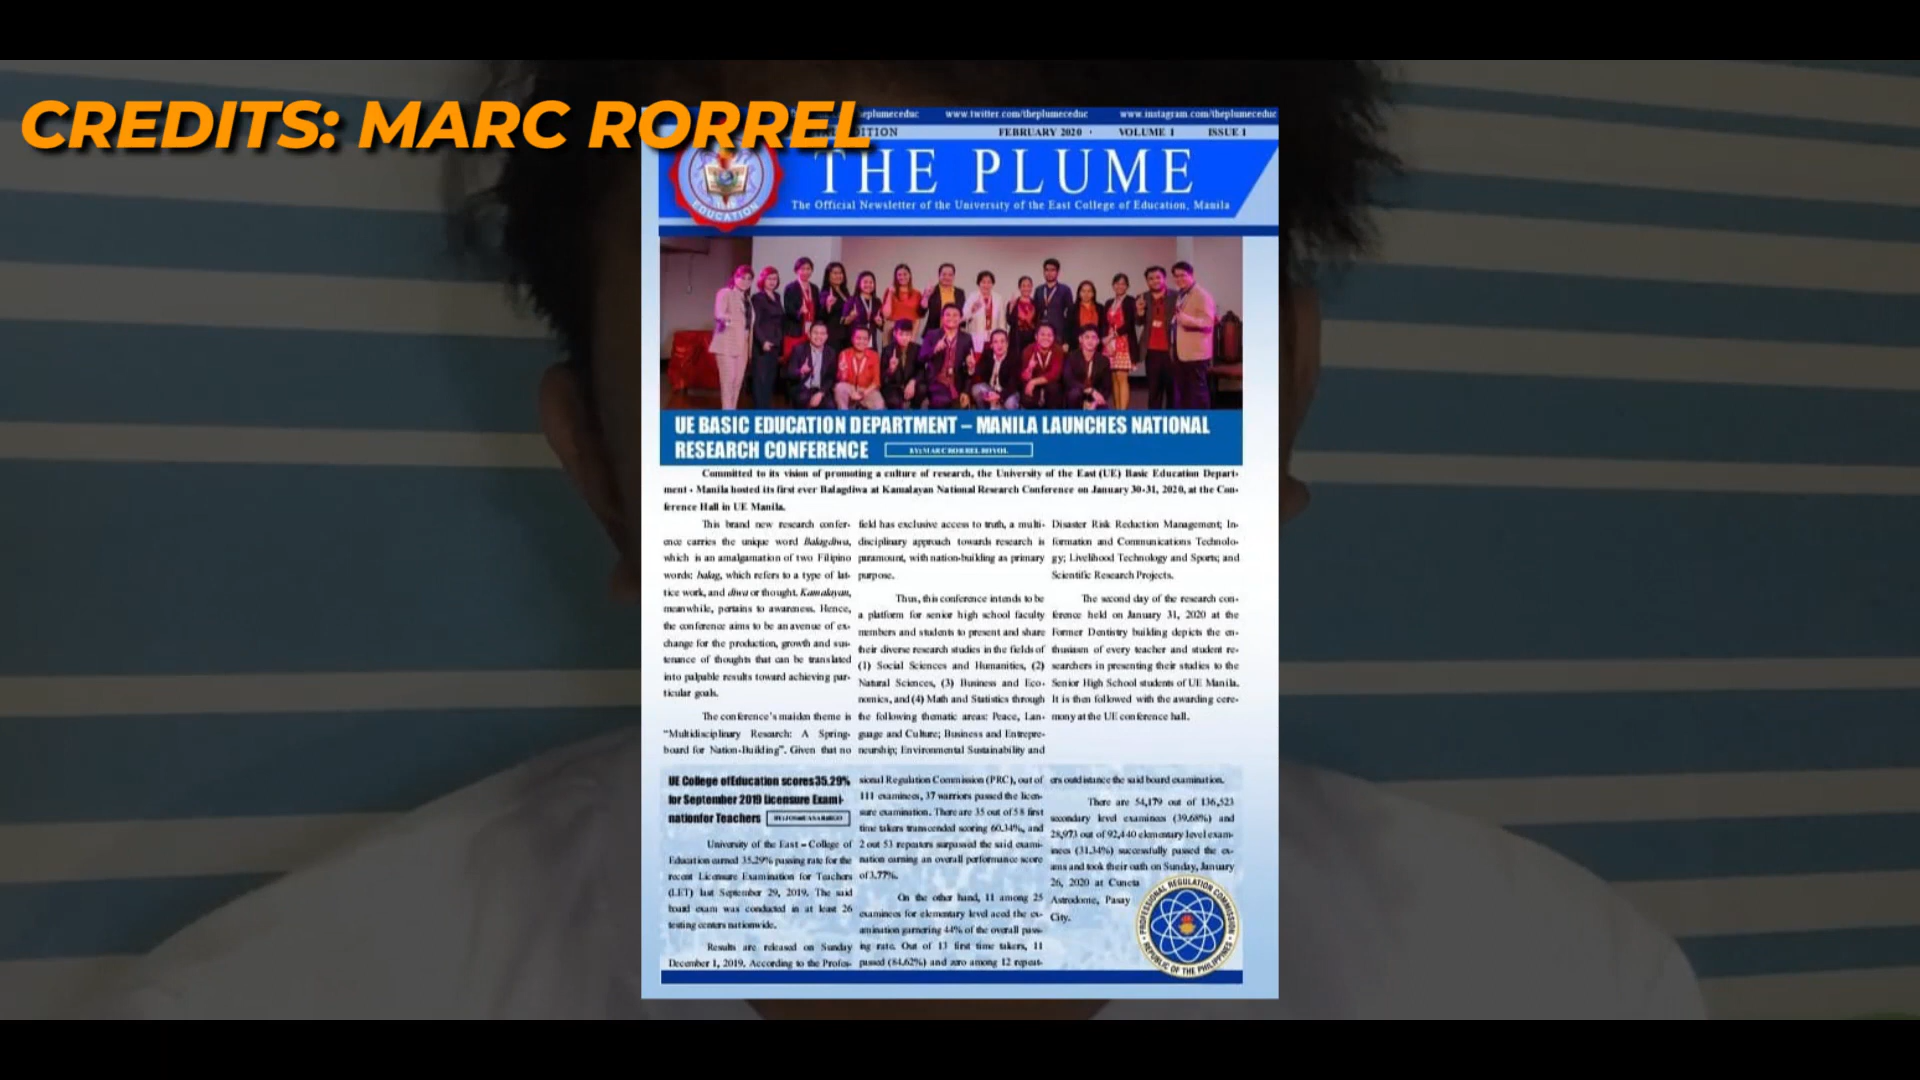 CREDITS: MARC RORREL
eplumeceduc www.twitter.com/theplumeceduc www.instagram.com/theplumeceduc
EDITION FEBRUARY 2020 · VOLUME 1 ISSUE 1
THE PLUME
The Official Newsletter of the University of the East College of Education, Manila
EDUCATION
UE BASIC EDUCATION DEPARTMENT – MANILA LAUNCHES NATIONAL
RESEARCH CONFERENCE
BY: MARC RORREL
Committed to its vision of promoting a culture of research, the University of the East (UE) Basic Education Depart-
ment - Manila hosted its first ever Balagdiwa at Kamalayan National Research Conference on January 30-31, 2020, at the Con-
ference Hall in UE Manila.
This brand new research confer-
ence carries the unique word Balagdiwa,
which is an amalgamation of two Filipino
words: balag, which refers to a type of lat-
tice work, and diwa or thought. Kamalayan,
meanwhile, pertains to awareness. Hence,
the conference aims to be an avenue of ex-
change for the production, growth and sus-
tenance of thoughts that can be translated
into palpable results toward achieving par-
ticular goals.
The conference's maiden theme is
“Multidisciplinary Research: A Spring-
board for Nation-Building”. Given that no
field has exclusive access to truth, a multi-
disciplinary approach towards research is
paramount, with nation-building as primary
purpose.
Thus, this conference intends to be
a platform for senior high school faculty
members and students to present and share
their diverse research studies in the fields of
(1) Social Sciences and Humanities, (2)
Natural Sciences, (3) Business and Eco-
nomics, and (4) Math and Statistics through
the following thematic areas: Peace, Lan-
guage and Culture; Business and Entrepre-
neurship; Environmental Sustainability and
Disaster Risk Reduction Management; In-
formation and Communications Technolo-
gy; Livelihood Technology and Sports; and
Scientific Research Projects.
The second day of the research con-
ference held on January 31, 2020 at the
Former Dentistry building depicts the en-
thusiasm of every teacher and student re-
searchers in presenting their studies to the
Senior High School students of UE Manila.
It is then followed with the awarding cere-
mony at the UE conference hall.
UE College of Education scores 35.29%
for September 2019 Licensure Exami-
nation for Teachers
University of the East – College of
Education earned 35.29% passing rate for the
recent Licensure Examination for Teachers
(LET) last September 29, 2019. The said
board exam was conducted in at least 26
testing centers nationwide.
Results are released on Sunday
December 1, 2019. According to the Profes-
sional Regulation Commission (PRC), out of
111 examinees, 37 warriors passed the licen-
sure examination. There are 35 out of 58 first
time takers transcended scoring 60.34%, and
2 out 53 repeaters surpassed the said exami-
nation earning an overall performance score
of 3.77%.
On the other hand, 11 among 25
examinees for elementary level aced the ex-
amination garnering 44% of the overall pass-
ing rate. Out of 13 first time takers, 11
passed (84.62%) and zero among 12 repeat-
ers outdistance the said board examination.
There are 54,179 out of 136,523
secondary level examinees (39.68%) and
28,973 out of 92,440 elementary level exam-
inees (31.34%) successfully passed the ex-
ams and took their oath on Sunday, January
26, 2020 at Cuneta
Astrodome, Pasay
City.
PROFESSIONAL REGULATION COMMISSION
REPUBLIC OF THE PHILIPPINES